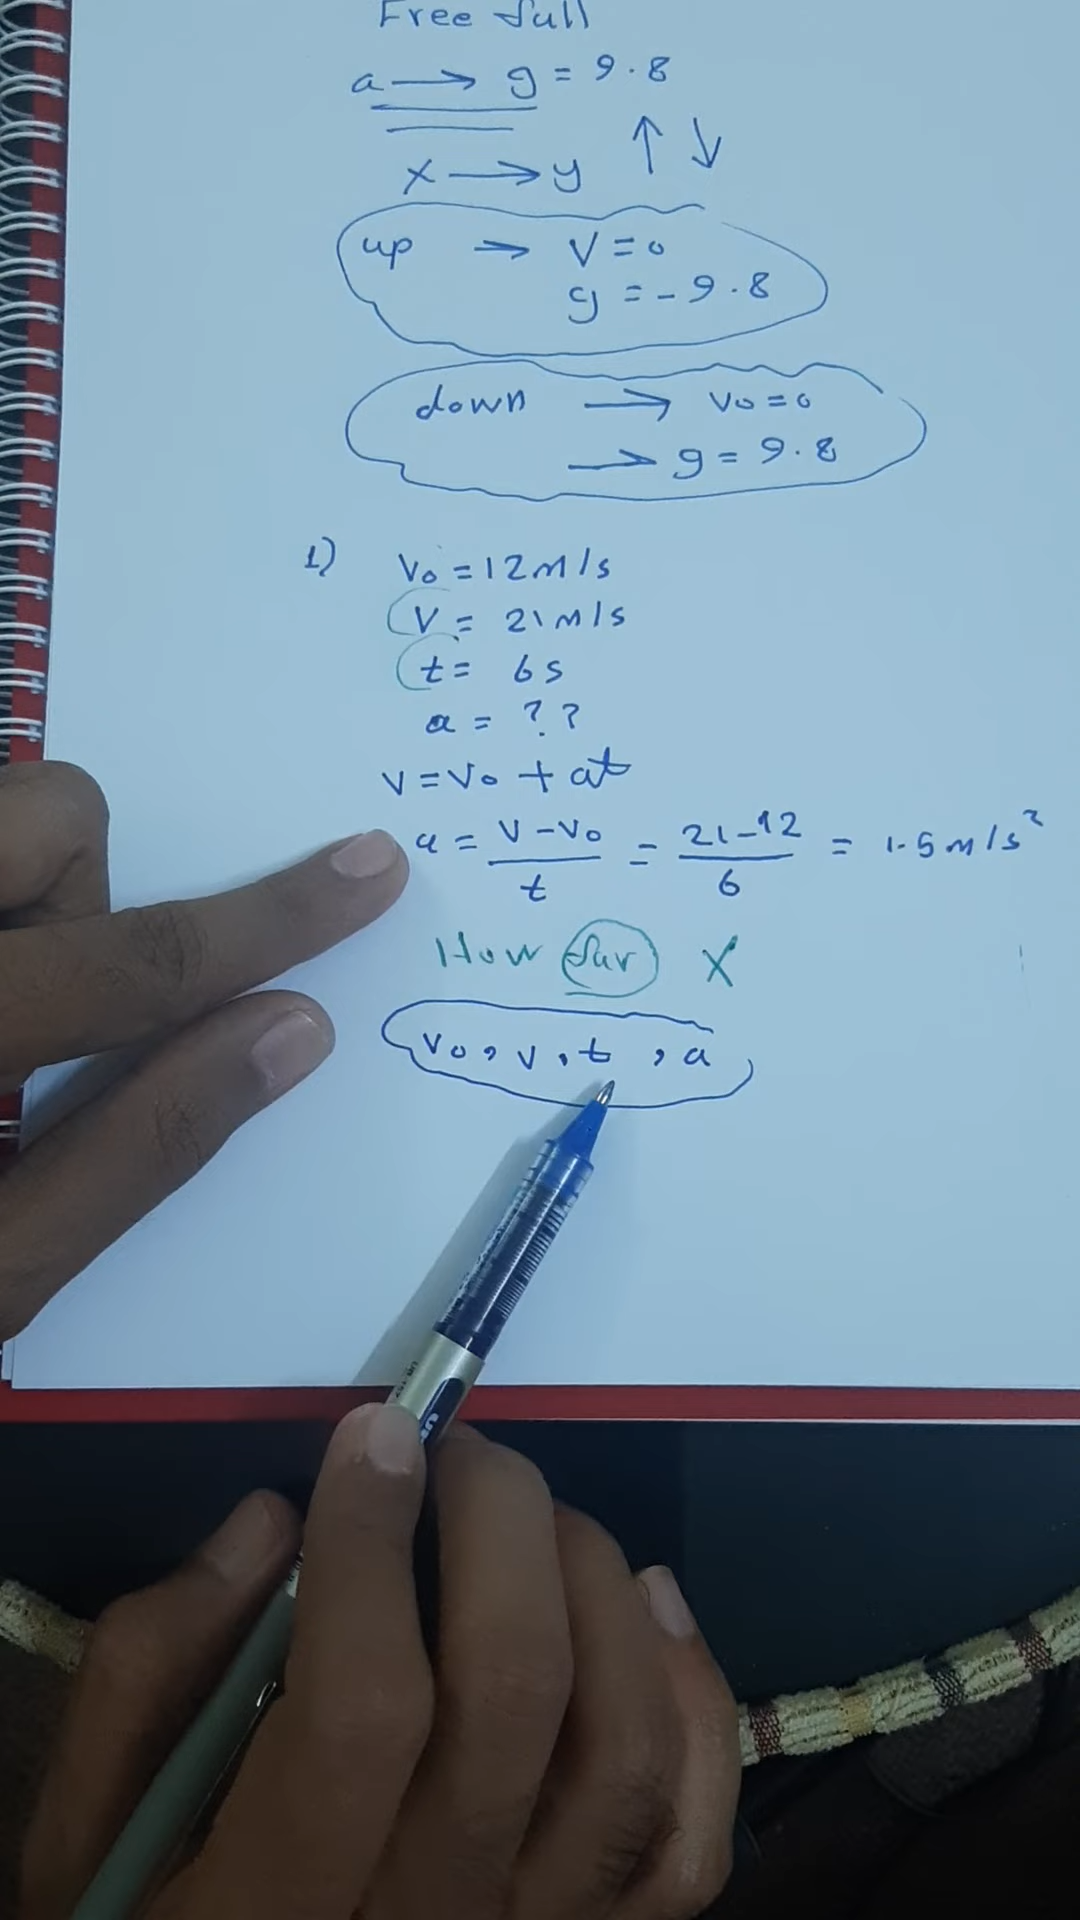 Free fall
a → g = 9.8
x → y ↑ ↓
up → V = 0
g = - 9.8
down → Vo = 0
→ g = 9.8
1) Vo = 12 m/s
V = 21 m/s
t = 6 s
a = ??
V = Vo + at
a = V - Vo / t = 21 - 12 / 6 = 1.5 m/s²
How far X
Vo, V, t, a